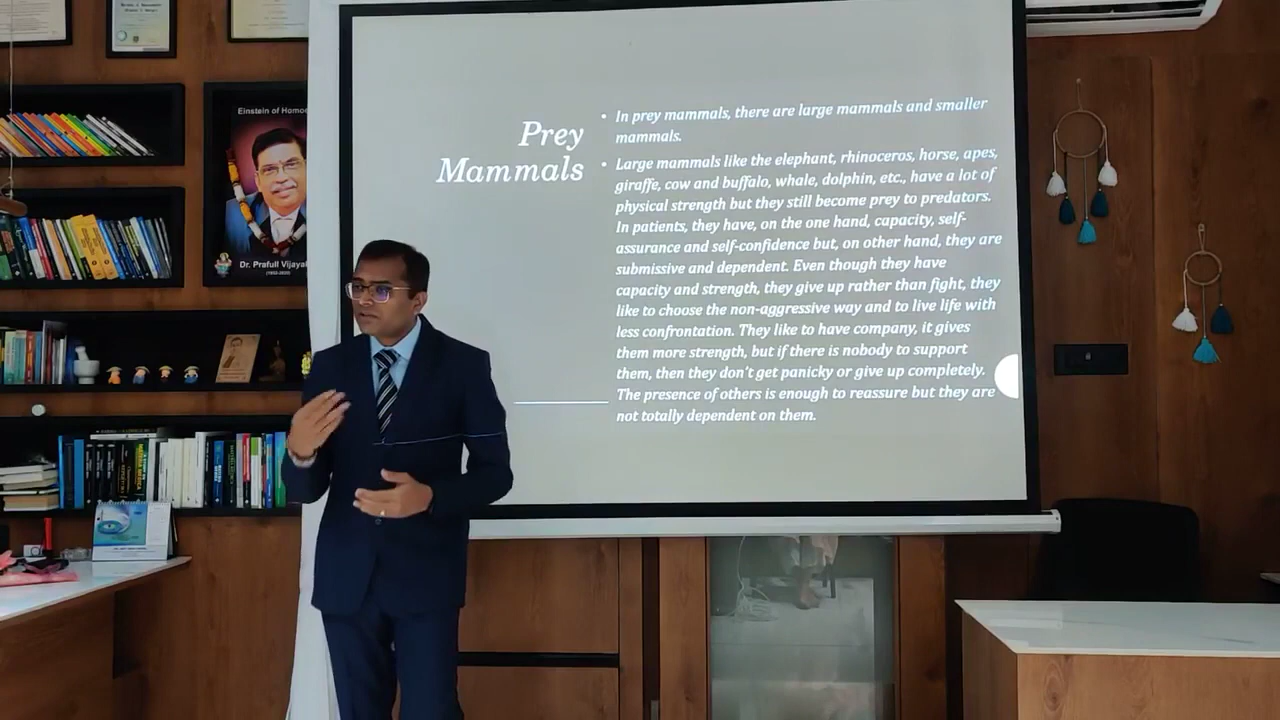 Einstein of Homoe
Dr. Prafull Vijayal
(1952-2020)
Prey
Mammals
• In prey mammals, there are large mammals and smaller
mammals.
• Large mammals like the elephant, rhinoceros, horse, apes,
giraffe, cow and buffalo, whale, dolphin, etc., have a lot of
physical strength but they still become prey to predators.
In patients, they have, on the one hand, capacity, self-
assurance and self-confidence but, on other hand, they are
submissive and dependent. Even though they have
capacity and strength, they give up rather than fight, they
like to choose the non-aggressive way and to live life with
less confrontation. They like to have company, it gives
them more strength, but if there is nobody to support
them, then they don't get panicky or give up completely.
The presence of others is enough to reassure but they are
not totally dependent on them.